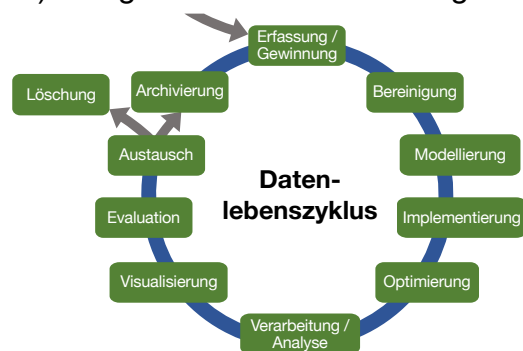 Erfassung /
Gewinnung
Bereinigung
Modellierung
Implementierung
Optimierung
Verarbeitung /
Analyse
Visualisierung
Evaluation
Austausch
Archivierung
Löschung
Daten-
lebenszyklus